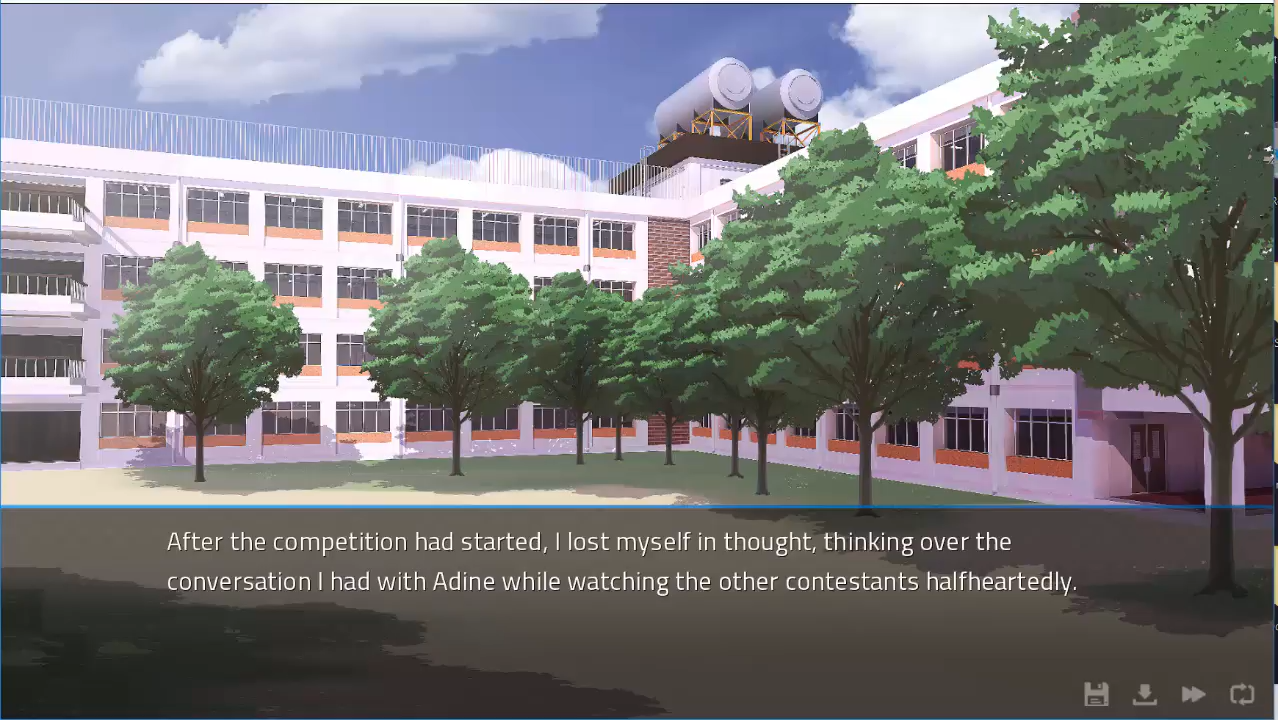 After the competition had started, I lost myself in thought, thinking over the
conversation I had with Adine while watching the other contestants halfheartedly.